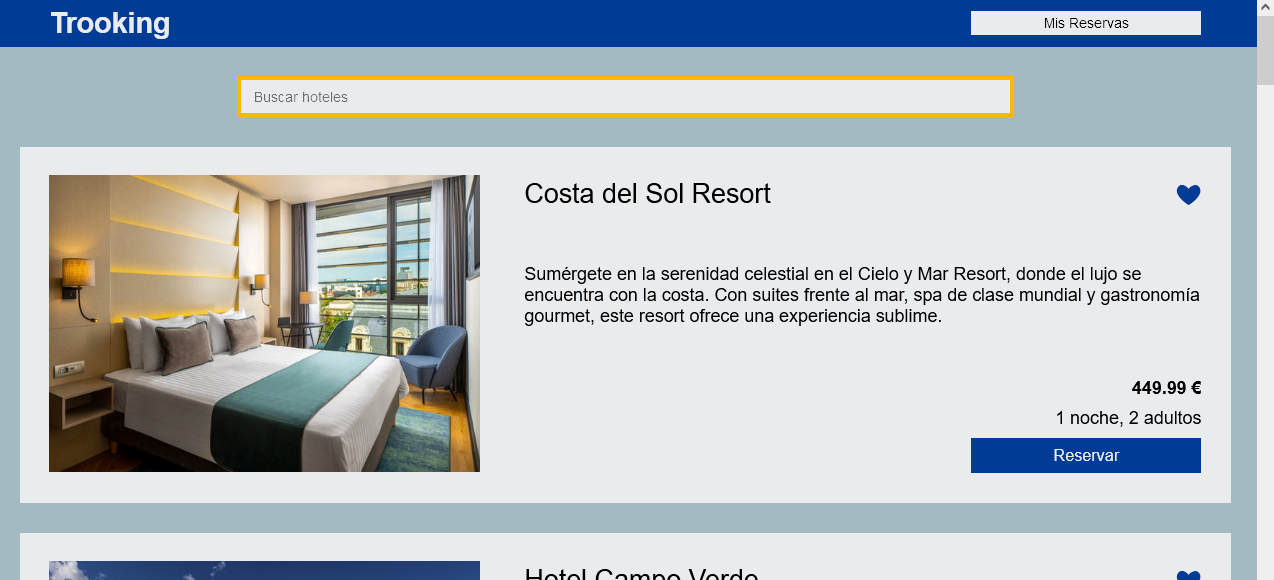 Trooking
Mis Reservas
Buscar hoteles
Costa del Sol Resort
Sumérgete en la serenidad celestial en el Cielo y Mar Resort, donde el lujo se
encuentra con la costa. Con suites frente al mar, spa de clase mundial y gastronomía
gourmet, este resort ofrece una experiencia sublime.
449.99 €
1 noche, 2 adultos
Reservar
Hotel Campo Verde